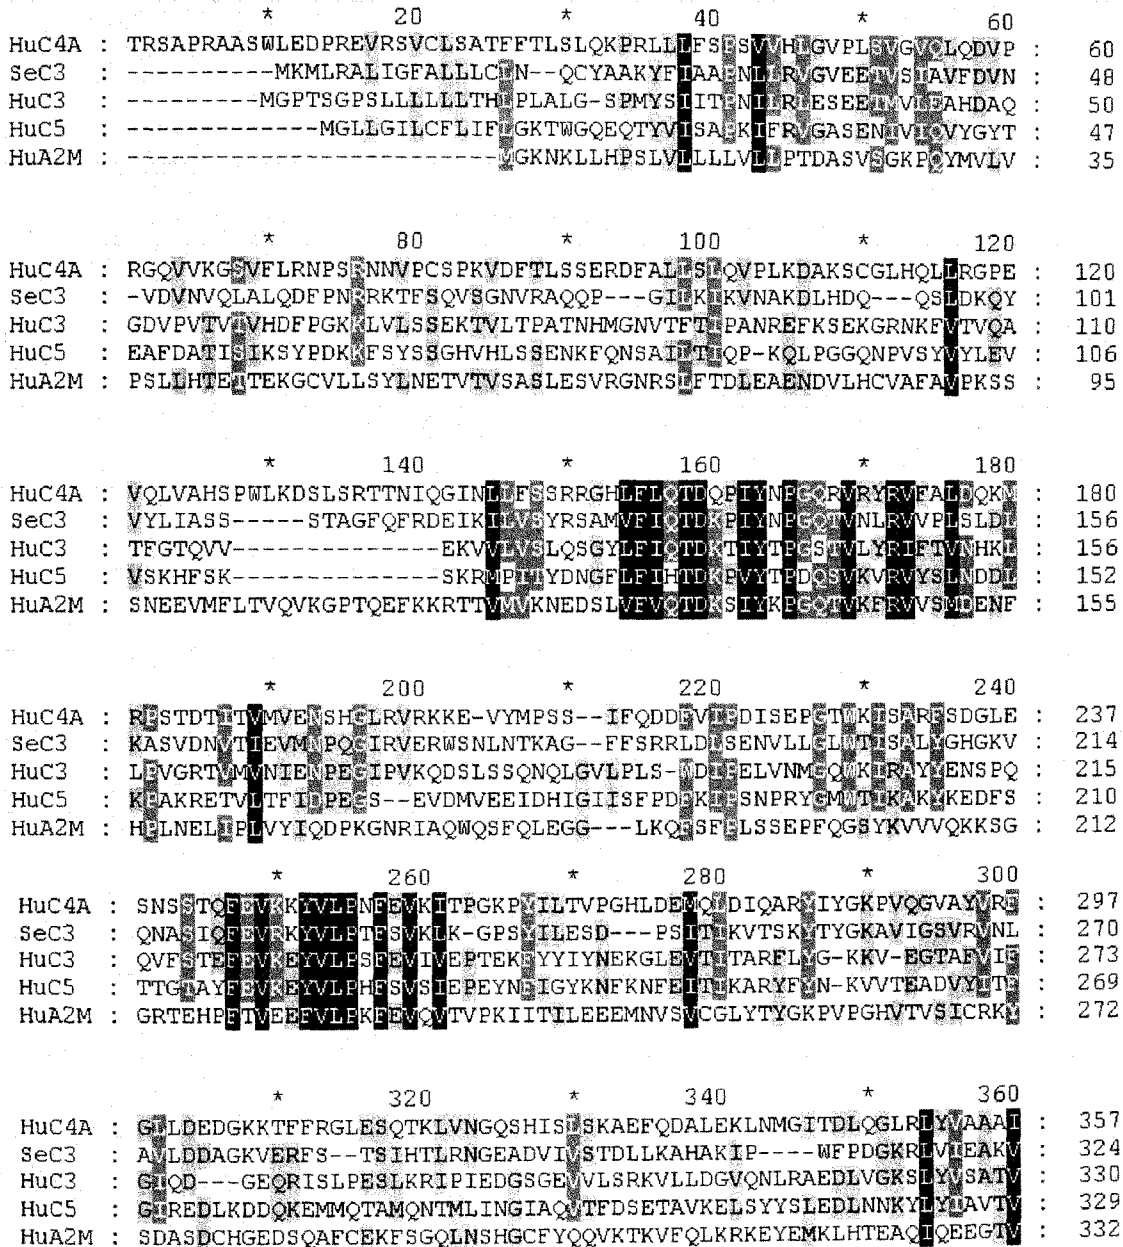 * 20 * 40 * 60
HuC4A : TRSAPRAASWLEDPREVRSVCLSATFFTLSLQKPRLLLFSPSVVHLGVPLSVGVQLQDVP : 60
SeC3 : ----------MKMLRALIGFALLLCLN--QCYAAKYFIAAPNLLRVGVEETVSIAVFDVN : 48
HuC3 : ---------MGPTSGPSLLLLLLTHLPLALG-SPMYSIITPNILRLESEETMVLEAHDAQ : 50
HuC5 : -------------MGLLGILCFLIFLGKTWGQEQTYVISAPKIFRVGASENIVIQVYGYT : 47
HuA2M : -------------------------MGKNKLLHPSLVLLLLVLLPTDASVSGKPQYMVLV : 35
* 80 * 100 * 120
HuC4A : RGQVVKGSVFLRNPSRNNVPCSPKVDFTLSSERDFALLSLQVPLKDAKSCGLHQLLRGPE : 120
SeC3 : -VDVNVQLALQDFPNRRKTFSQVSGNVRAQQP---GILKIKVNAKDLHDQ---QSLDKQY : 101
HuC3 : GDVPVTVTVHDFPGKKLVLSSEKTVLTPATNHMGNVTFTIPANREFKSEKGRNKFVTVQA : 110
HuC5 : EAFDATISIKSYPDKKFSYSSGHVHLSSENKFQNSAILTIQP-KQLPGGQNPVSYVYLEV : 106
HuA2M : PSLLHTETTEKGCVLLSYLNETVTVSASLESVRGNRSLFTDLEAENDVLHCVAFAVPKSS : 95
* 140 * 160 * 180
HuC4A : VQLVAHSPWLKDSLSRTTNIQGINLLFSSRRGHLFLQTDQPIYNPGQRVRYRVFALDQKM : 180
SeC3 : VYLIASS-----STAGFQFRDEIKILVSYRSAMVFIQTDKPIYNPGQTVNLRVVPLSLDL : 156
HuC3 : TFGTQVV--------------EKVVLVSLQSGYLFIQTDKTIYTPGSTVLYRIFTVNHKL : 156
HuC5 : VSKHFSK--------------SKRMPITYDNGFLFIHTDKPVYTPDQSVKVRVYSLNDDL : 152
HuA2M : SNEEVMFLTVQVKGPTQEFKKRTTVMVKNEDSLVFVQTDKSIYKPGQTVKFRVVSMDENF : 155
* 200 * 220 * 240
HuC4A : RPSTDTITVMVENSHGLRVRKKE-VYMPSS--IFQDDFVIPDISEPGTWKISARFSDGLE : 237
SeC3 : KASVDNVTIEVMNPQGIRVERWSNLNTKAG--FFSRRLDLSENVLLGLWTISALYGHGKV : 214
HuC3 : LPVGRTVMVNIENPEGIPVKQDSLSSQNQLGVLPLS-WDIPELVNMGQWKIRAYYENSPQ : 215
HuC5 : KPAKRETVLTFIDPEGS--EVDMVEEIDHIGIISFPDFKIPSNPRYGMWTIKAKYKEDFS : 210
HuA2M : HPLNELIPLVYIQDPKGNRIAQWQSFQLEGG---LKQFSFPLSSEPFQGSYKVVVQKKSG : 212
* 260 * 280 * 300
HuC4A : SNSSTQFEVKKYVLPNFEVKITPGKPYILTVPGHLDEMQLDIQARYIYGKPVQGVAYVRF : 297
SeC3 : QNASIQFEVRKYVLPTFSVKLK-GPSYILESD---PSITIKVTSKYTYGKAVIGSVRVNL : 270
HuC3 : QVFSTEFEVKEYVLPSFEVIVEPTEKFYYIYNEKGLEVTITARFLYG-KKV-EGTAFVIF : 273
HuC5 : TTGTAYFEVKEYVLPHFSVSIEPEYNFIGYKNFKNFEITIKARYFYN-KVVTEADVYITF : 269
HuA2M : GRTEHPFTVEEFVLPKFEVQVTVPKIITILEEEMNVSVCGLYTYGKPVPGHVTVSICRKY : 272
* 320 * 340 * 360
HuC4A : GLLDEDGKKTFFRGLESQTKLVNGQSHISLSKAEFQDALEKLNMGITDLQGLRLYVAAAI : 357
SeC3 : AVLDDAGKVERFS--TSIHTLRNGEADVIVSTDLLKAHAKIP----WFPDGKRLVIEAKV : 324
HuC3 : GIQD---GEQRISLPESLKRIPIEDGSGEVVLSRKVLLDGVQNLRAEDLVGKSLYVSATV : 330
HuC5 : GIREDLKDDQKEMMQTAMQNTMLINGIAQVTFDSETAVKELSYYSLEDLNNKYLYIAVTV : 329
HuA2M : SDASDCHGEDSQAFCEKFSGQLNSHGCFYQQVKTKVFQLKRKEYEMKLHTEAQIQEEGTV : 332